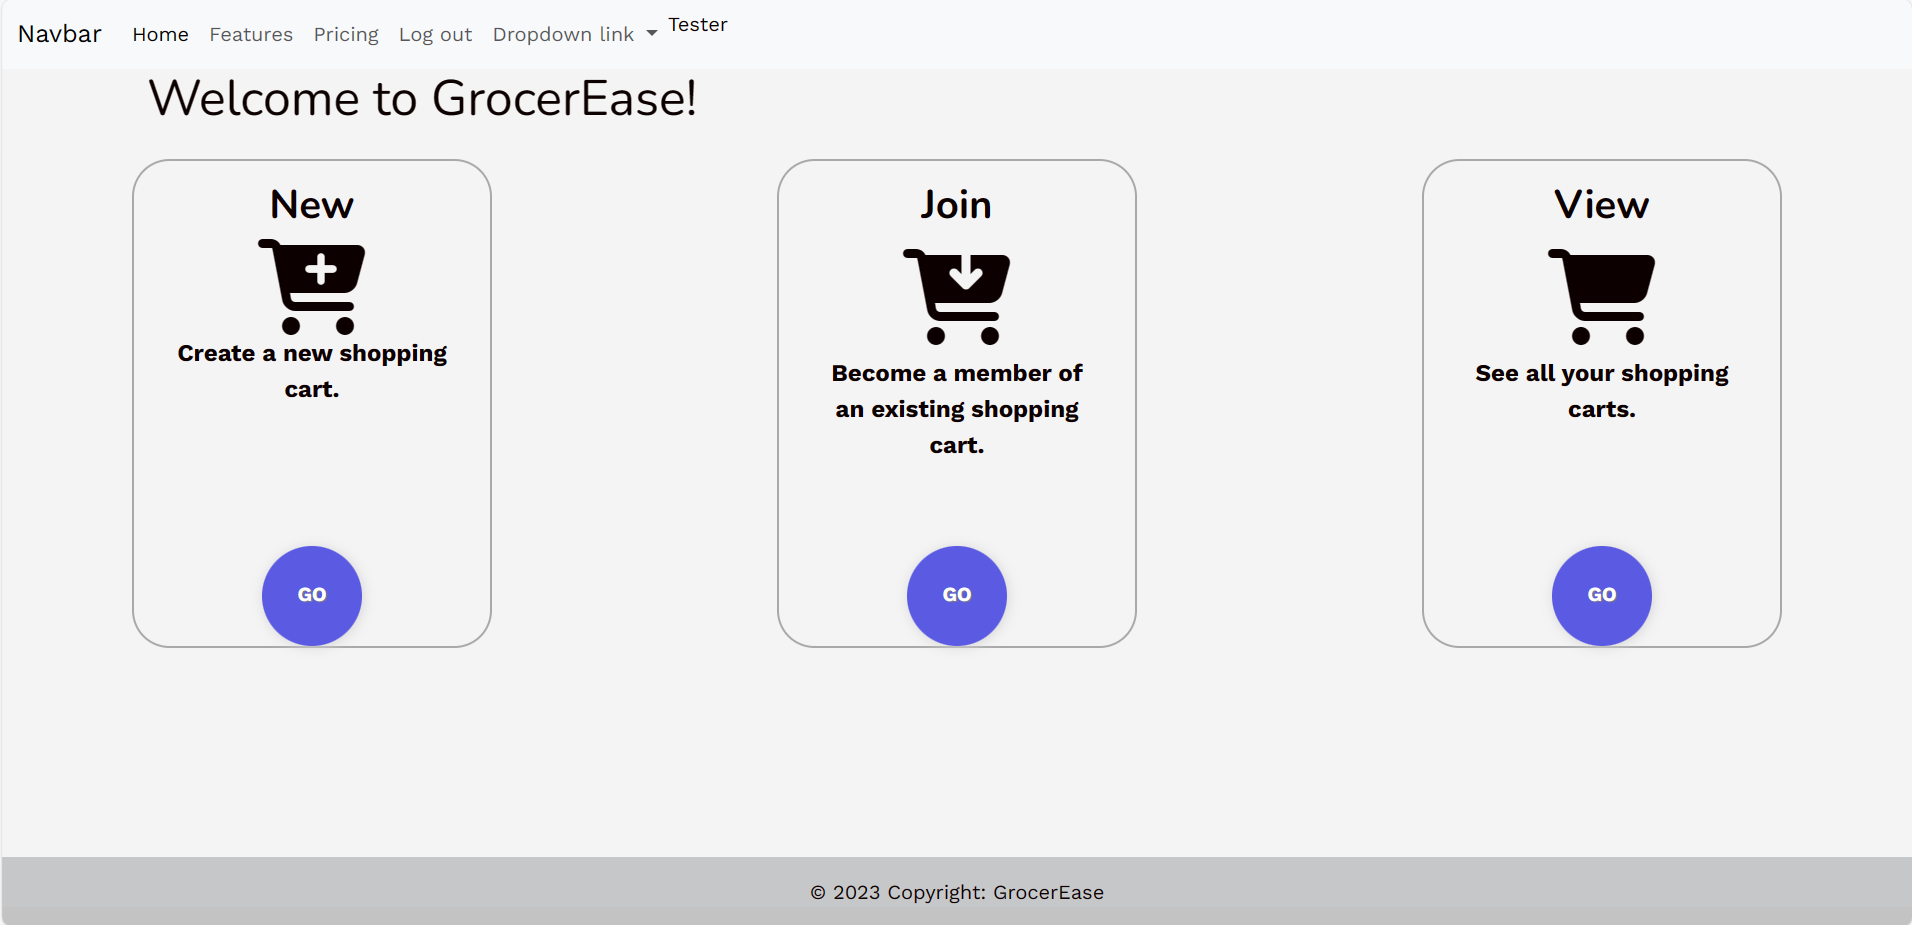 Navbar Home Features Pricing Log out Dropdown link Tester
Welcome to GrocerEase!
New
Create a new shopping
cart.
GO
Join
Become a member of
an existing shopping
cart.
GO
View
See all your shopping
carts.
GO
© 2023 Copyright: GrocerEase